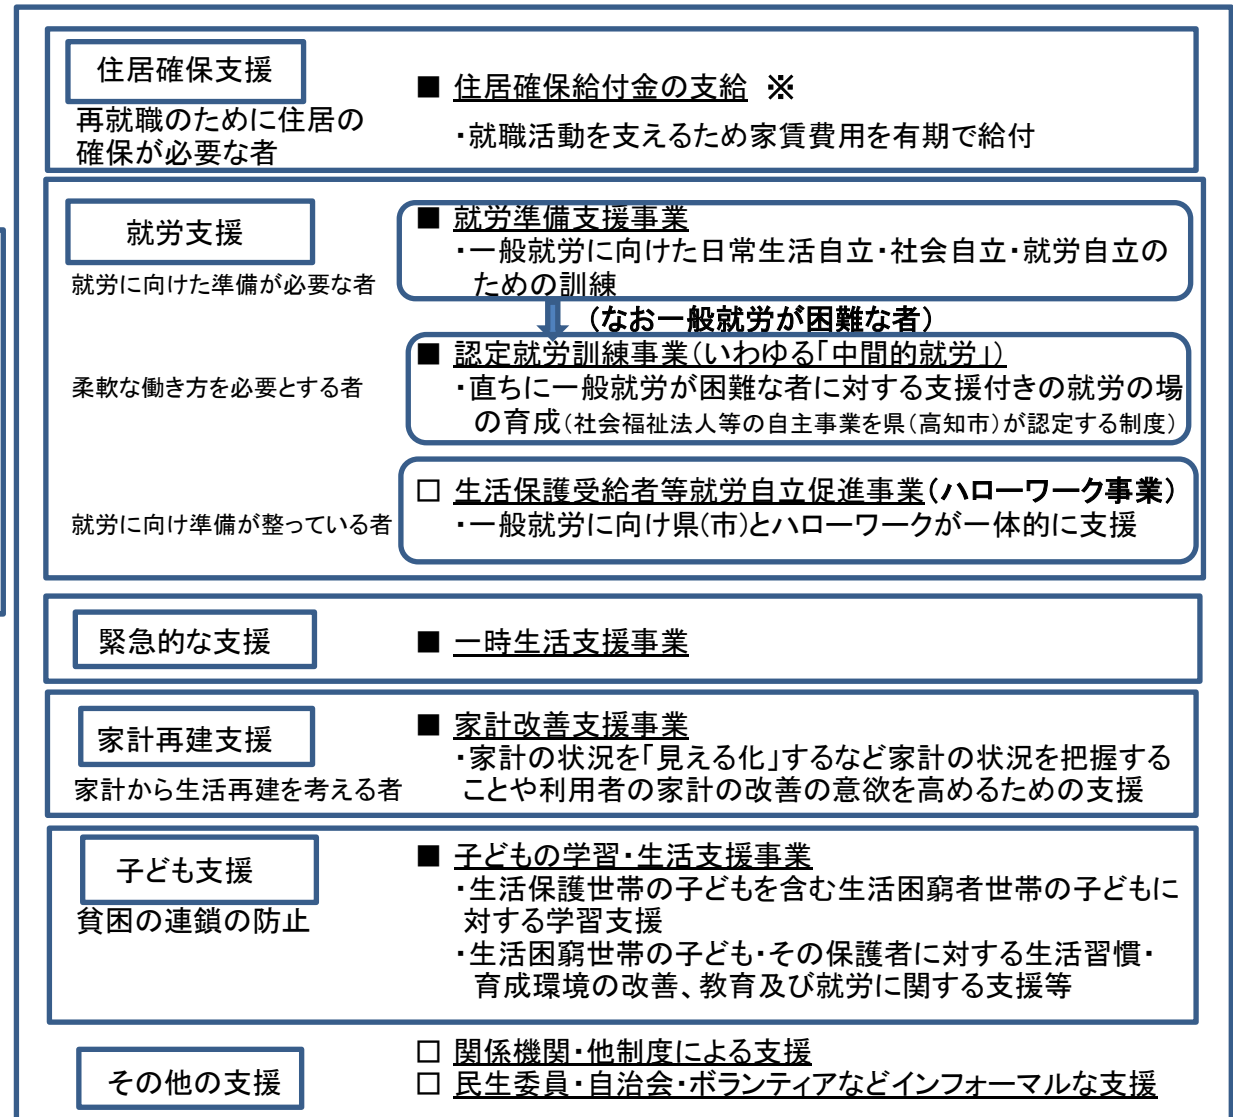 住居確保支援
再就職のために住居の
確保が必要な者
■ 住居確保給付金の支給 ※
・就職活動を支えるため家賃費用を有期で給付
就労支援
就労に向けた準備が必要な者
■ 就労準備支援事業
・一般就労に向けた日常生活自立・社会自立・就労自立の
ための訓練
(なお一般就労が困難な者)
柔軟な働き方を必要とする者
■ 認定就労訓練事業(いわゆる「中間的就労」)
・直ちに一般就労が困難な者に対する支援付きの就労の場
の育成(社会福祉法人等の自主事業を県(高知市)が認定する制度)
就労に向け準備が整っている者
□ 生活保護受給者等就労自立促進事業(ハローワーク事業)
・一般就労に向け県(市)とハローワークが一体的に支援
緊急的な支援
■ 一時生活支援事業
家計再建支援
家計から生活再建を考える者
■ 家計改善支援事業
・家計の状況を「見える化」するなど家計の状況を把握する
ことや利用者の家計の改善の意欲を高めるための支援
子ども支援
貧困の連鎖の防止
■ 子どもの学習・生活支援事業
・生活保護世帯の子どもを含む生活困窮者世帯の子どもに
対する学習支援
・生活困窮世帯の子ども・その保護者に対する生活習慣・
育成環境の改善、教育及び就労に関する支援等
その他の支援
□ 関係機関・他制度による支援
□ 民生委員・自治会・ボランティアなどインフォーマルな支援